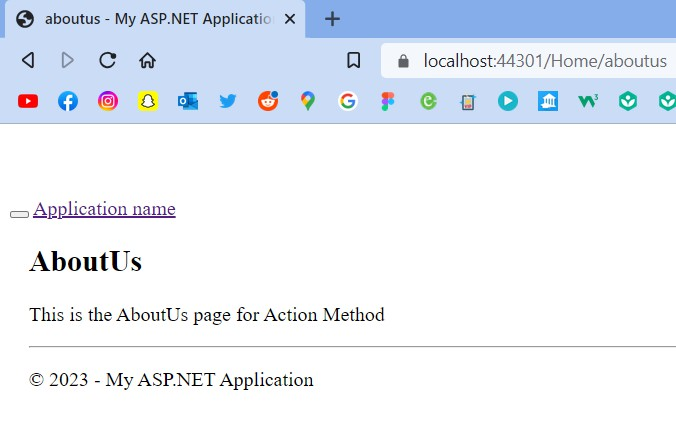 aboutus - My ASP.NET Applicatio
localhost:44301/Home/aboutus
Application name
AboutUs
This is the AboutUs page for Action Method
© 2023 - My ASP.NET Application